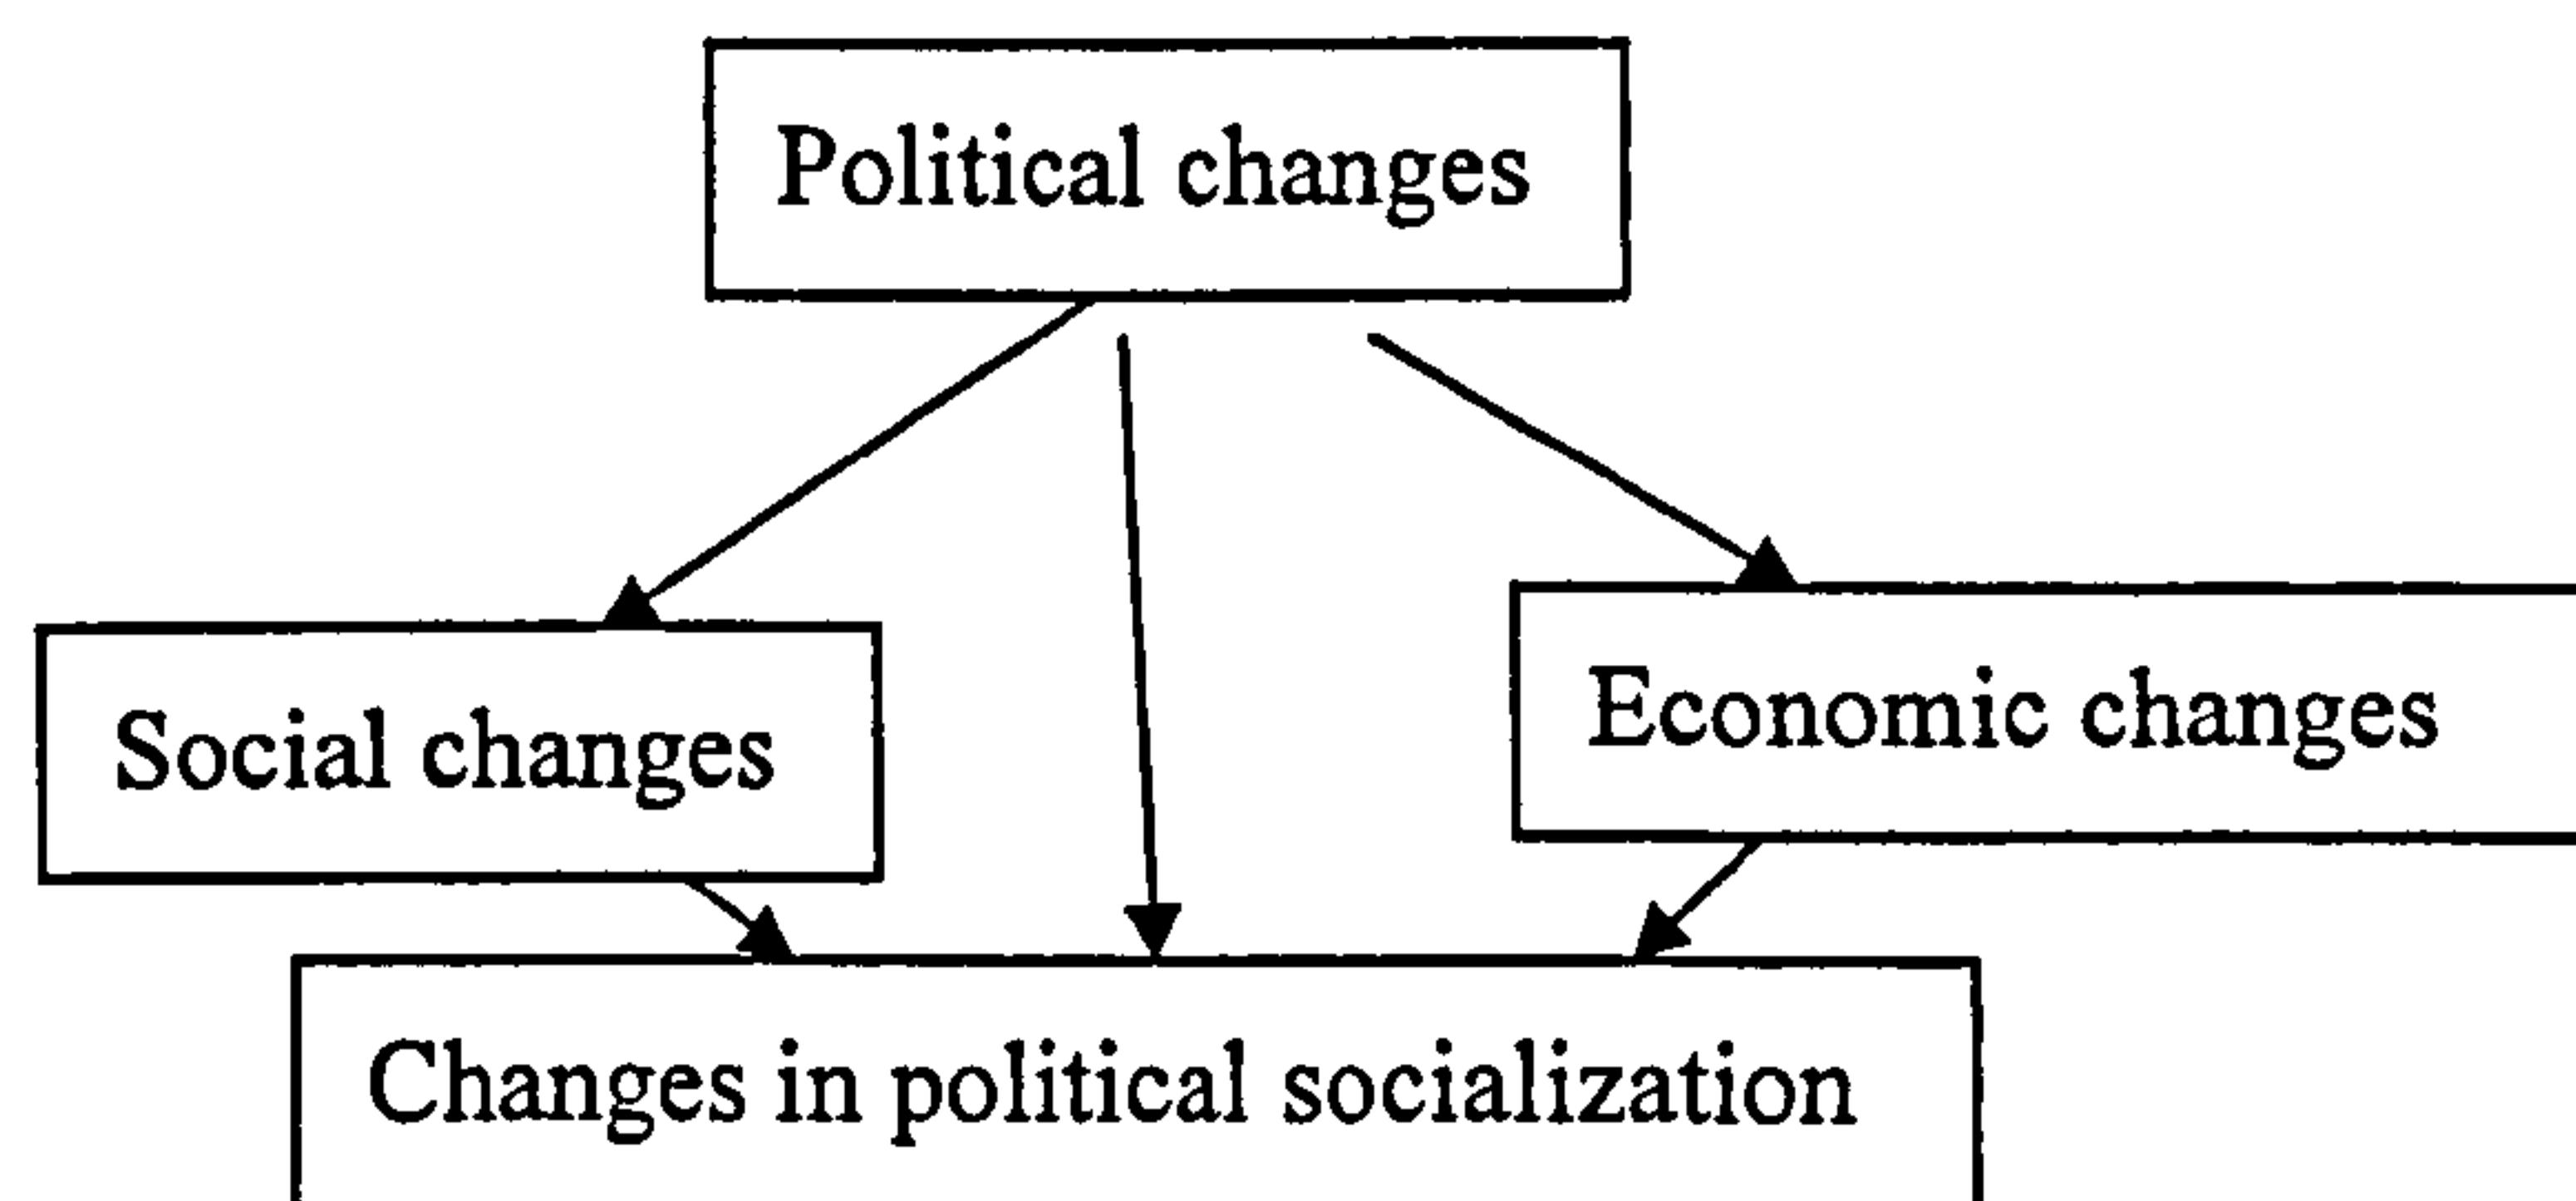 Political changes
Social changes
Economic changes
Changes in political socialization